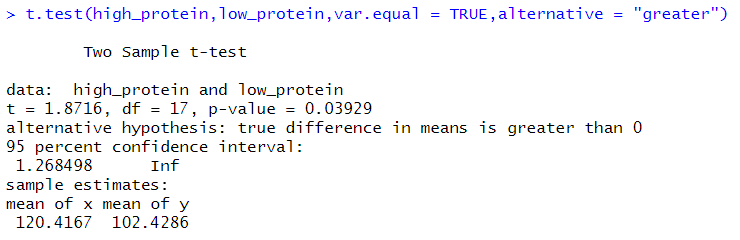 > t.test(high_protein,low_protein,var.equal = TRUE,alternative = "greater")
Two Sample t-test
data:  high_protein and low_protein
t = 1.8716, df = 17, p-value = 0.03929
alternative hypothesis: true difference in means is greater than 0
95 percent confidence interval:
1.268498      Inf
sample estimates:
mean of x mean of y
120.4167  102.4286